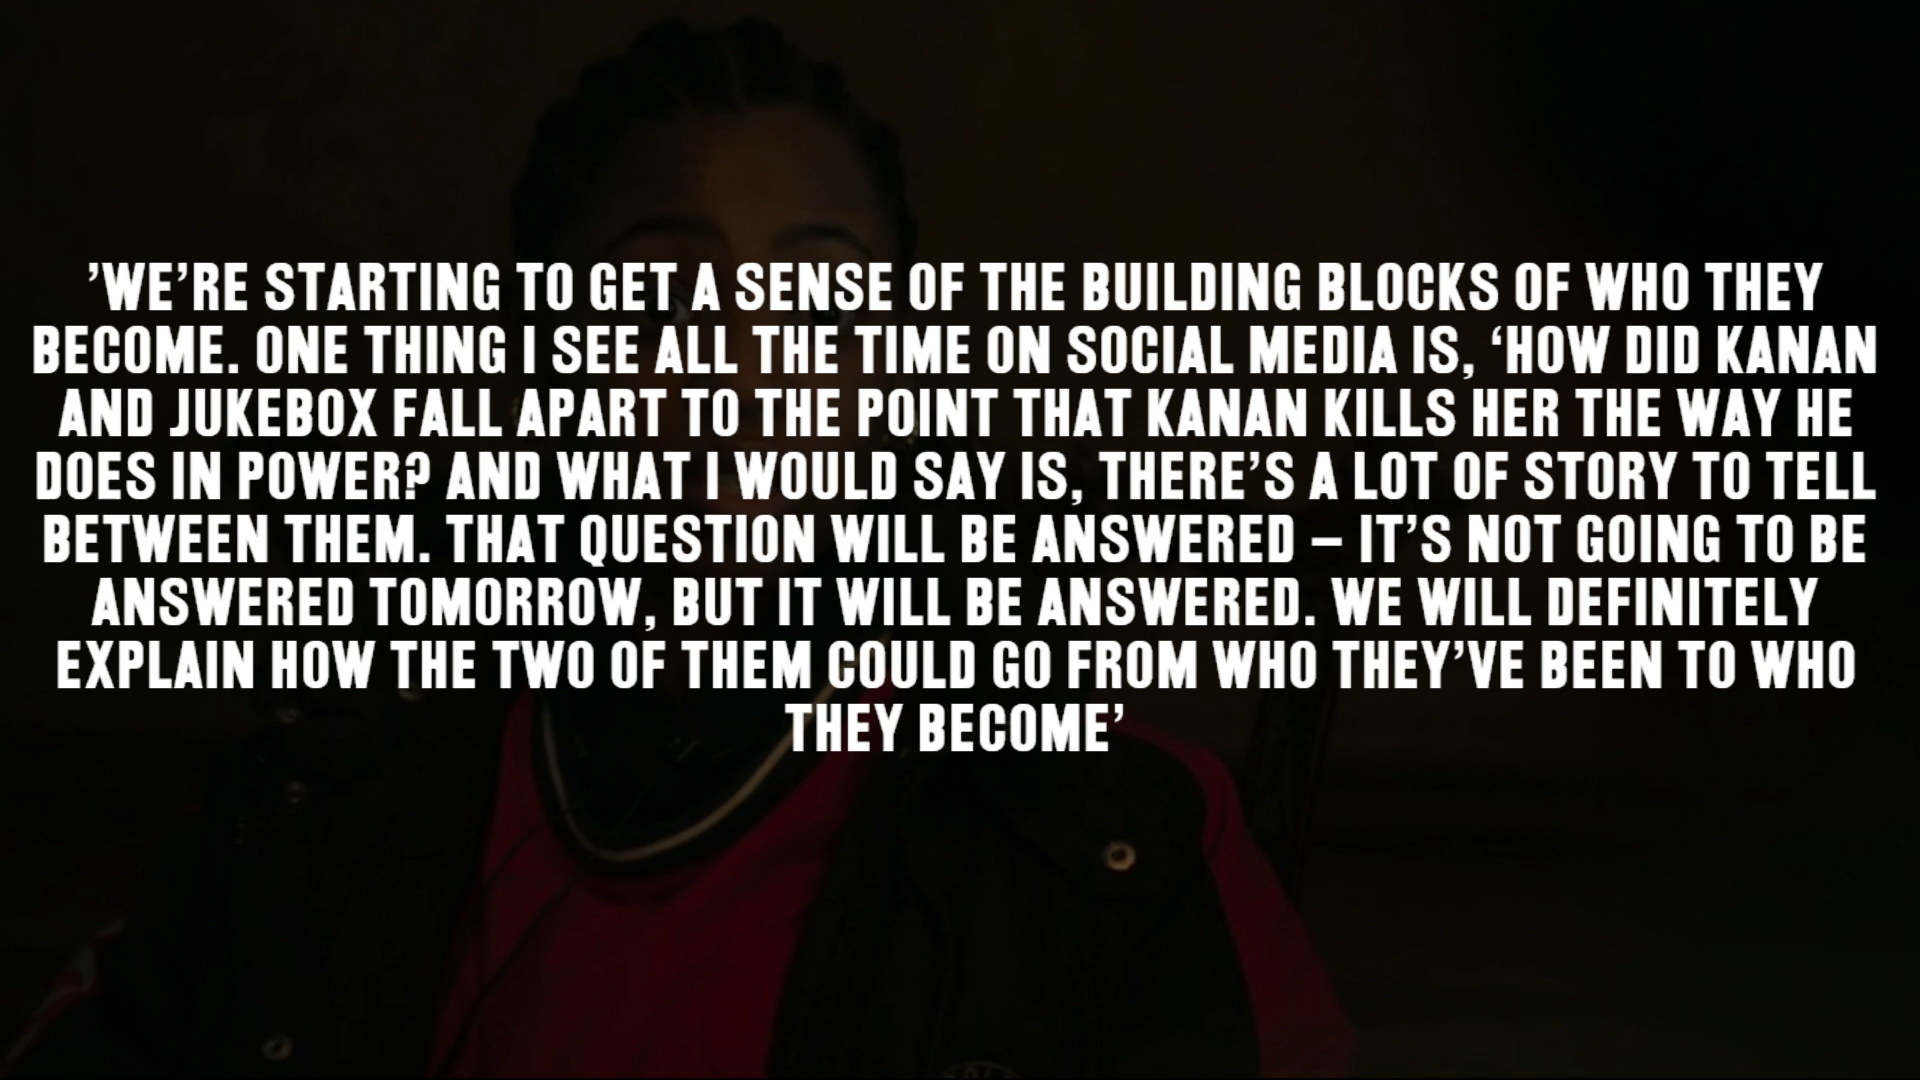 ’WE’RE STARTING TO GET A SENSE OF THE BUILDING BLOCKS OF WHO THEY
BECOME. ONE THING I SEE ALL THE TIME ON SOCIAL MEDIA IS, ‘HOW DID KANAN
AND JUKEBOX FALL APART TO THE POINT THAT KANAN KILLS HER THE WAY HE
DOES IN POWER? AND WHAT I WOULD SAY IS, THERE’S A LOT OF STORY TO TELL
BETWEEN THEM. THAT QUESTION WILL BE ANSWERED – IT’S NOT GOING TO BE
ANSWERED TOMORROW, BUT IT WILL BE ANSWERED. WE WILL DEFINITELY
EXPLAIN HOW THE TWO OF THEM COULD GO FROM WHO THEY’VE BEEN TO WHO
THEY BECOME’